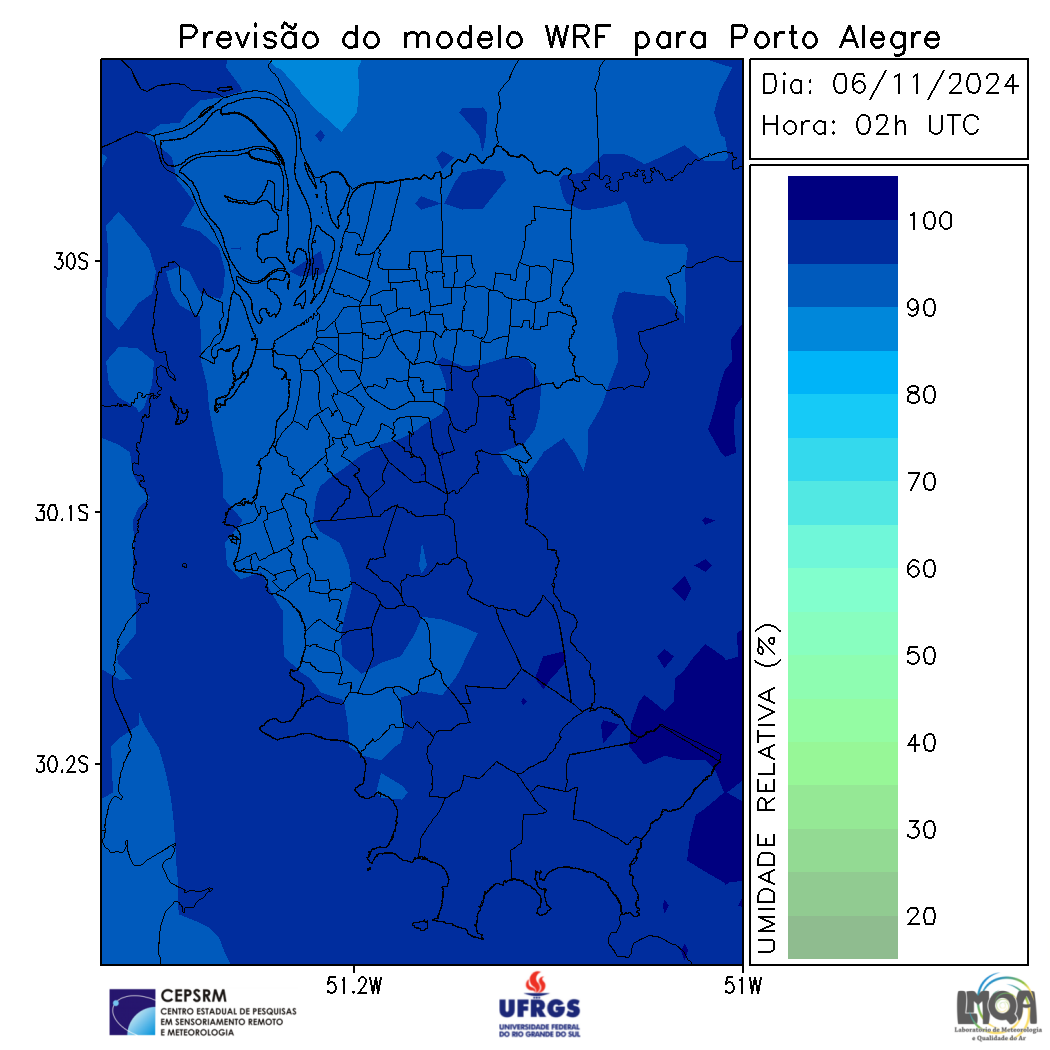 Previsão do modelo WRF para Porto Alegre
Dia: 06/11/2024
Hora: 02h UTC
30S
30.1S
30.2S
51.2W
51W
UMIDADE RELATIVA (%)
100
90
80
70
60
50
40
30
20
CEPSRM
CENTRO ESTADUAL DE PESQUISAS
EM SENSORIAMENTO REMOTO
E METEOROLOGIA
UFRGS
UNIVERSIDADE FEDERAL
DO RIO GRANDE DO SUL
LMQA
Laboratório de Meteorologia
e Qualidade do Ar